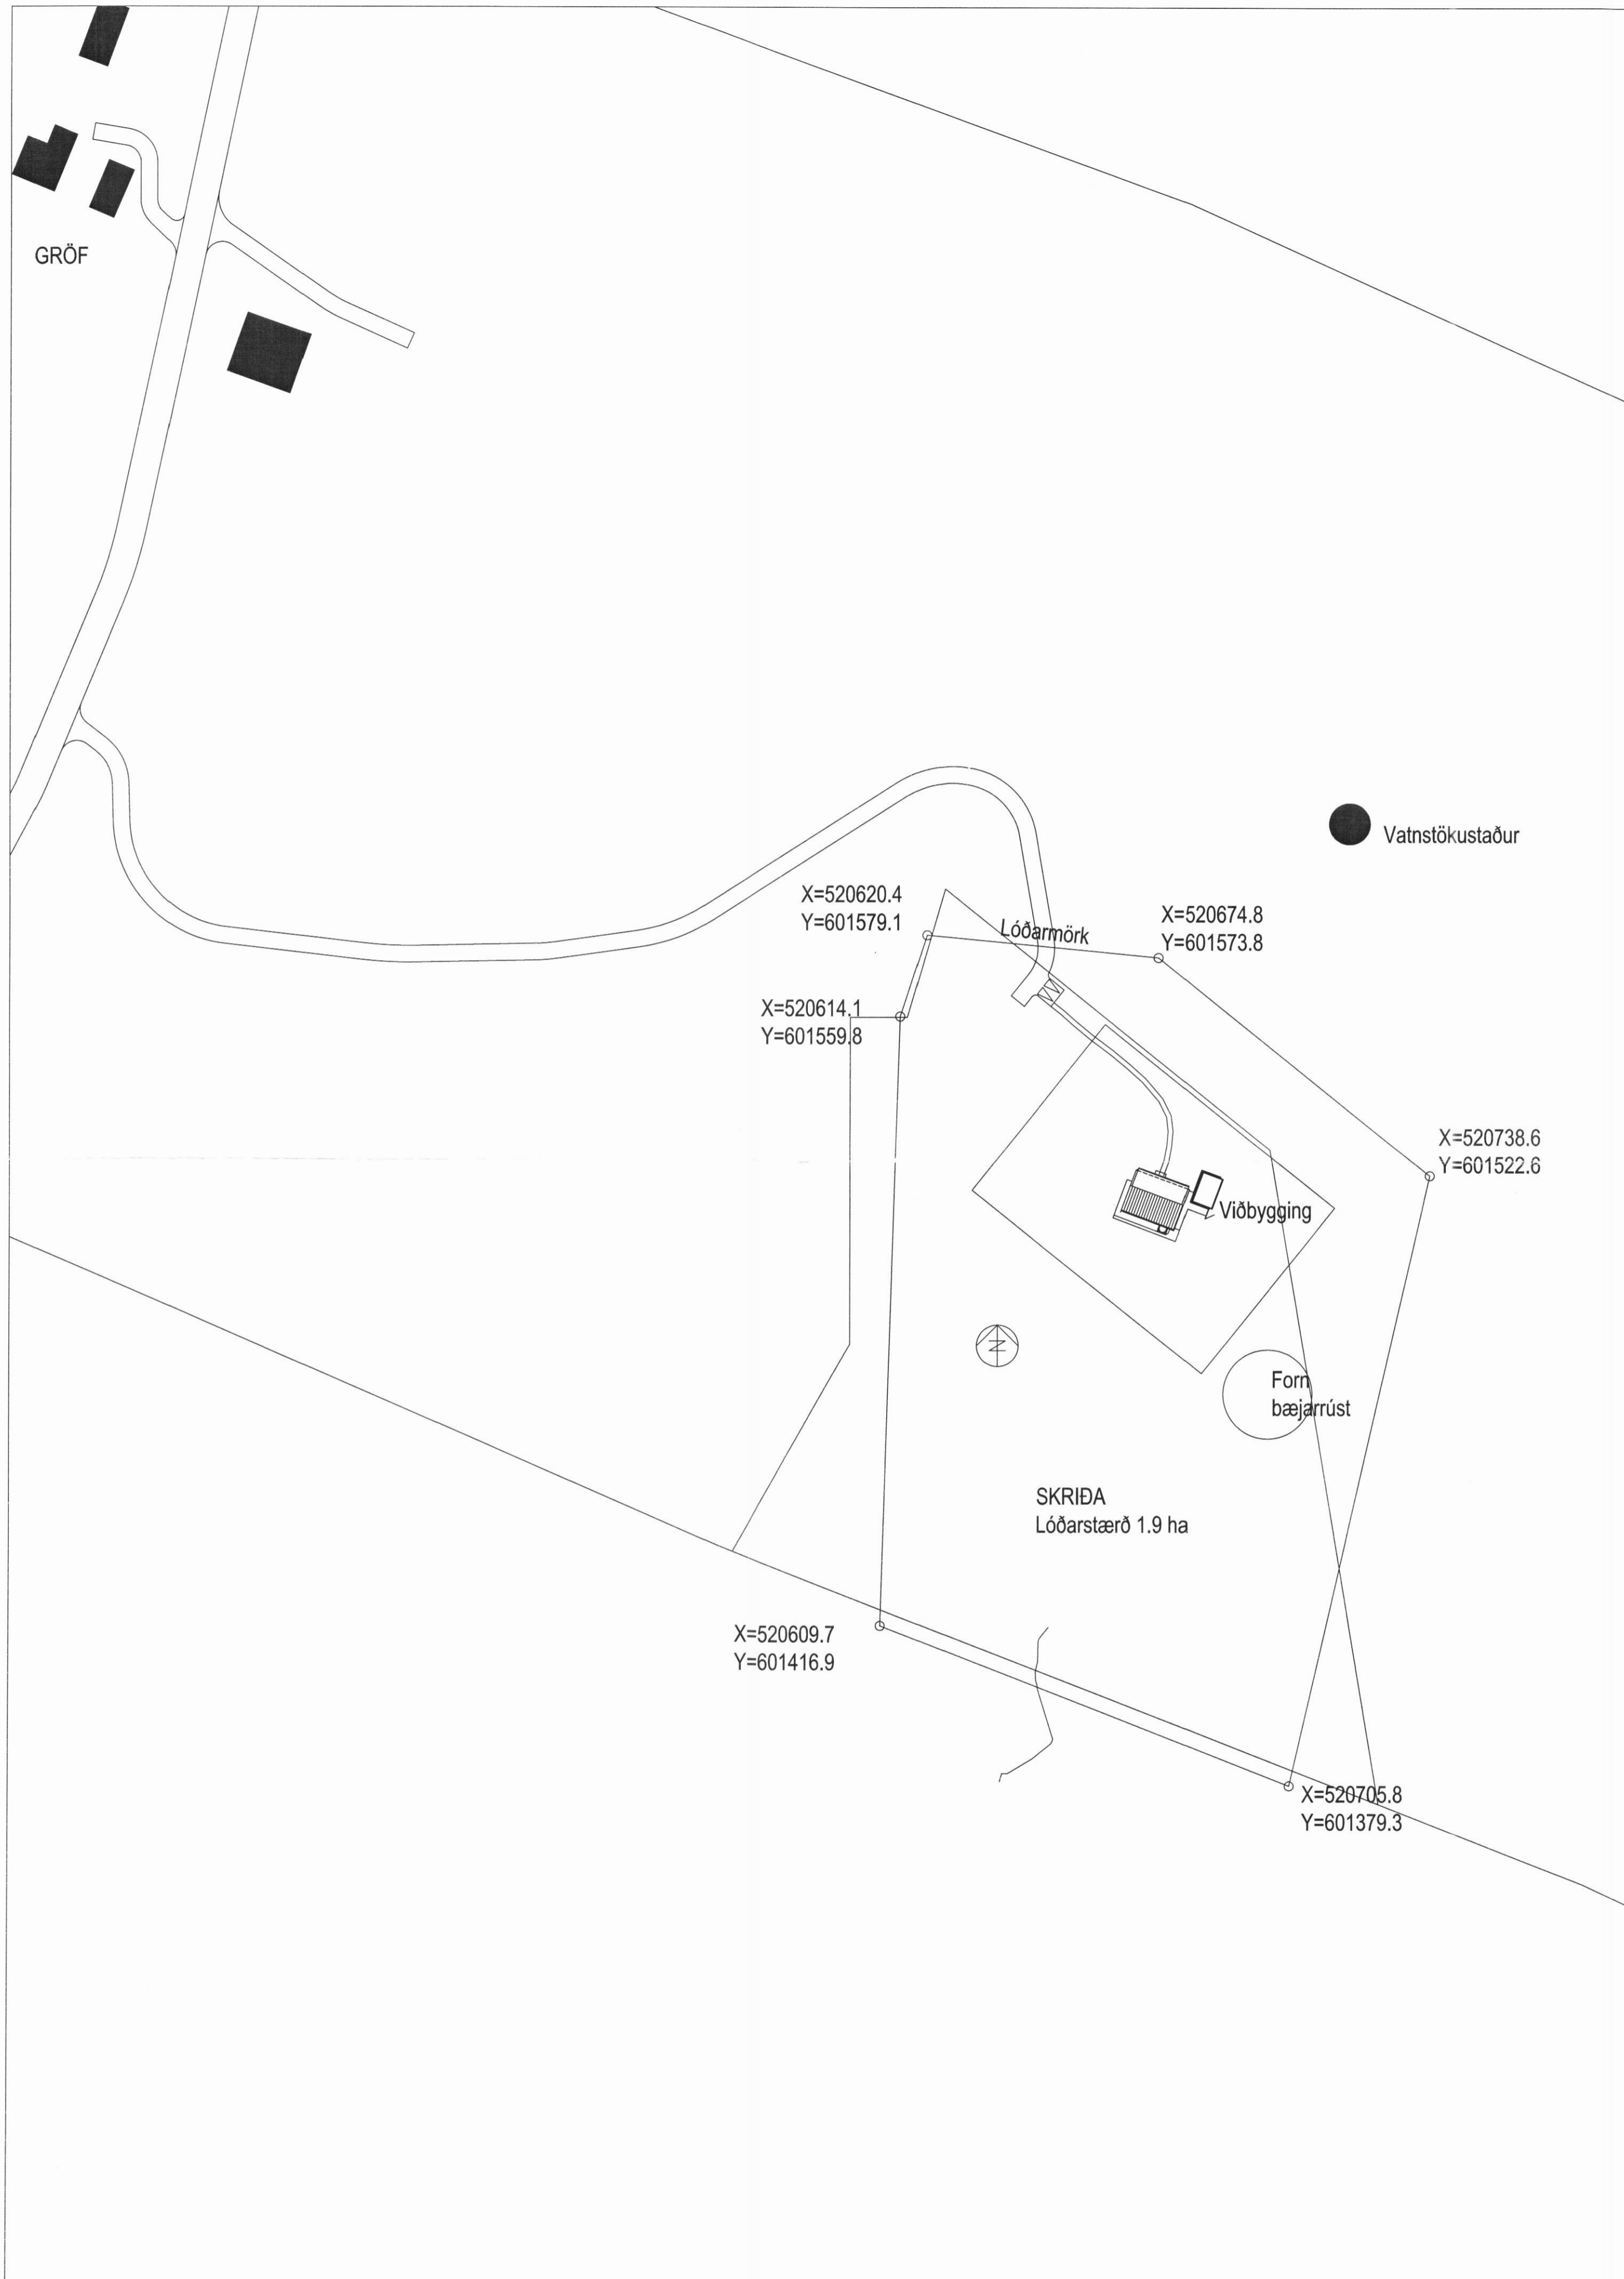 GRÖF
Vatnstökustaður
X=520620.4
Y=601579.1
Lóðarmörk
X=520674.8
Y=601573.8
X=520614.1
Y=601559.8
X=520738.6
Y=601522.6
Viðbygging
N
Forn
bæjarrúst
SKRIÐA
Lóðarstærð 1.9 ha
X=520609.7
Y=601416.9
X=520705.8
Y=601379.3